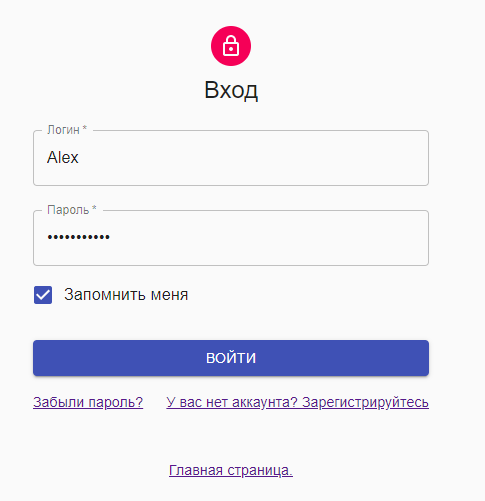 Вход
Логин *
Alex
Пароль *
•••••••••••
Запомнить меня
ВОЙТИ
Забыли пароль? У вас нет аккаунта? Зарегистрируйтесь
Главная страница.